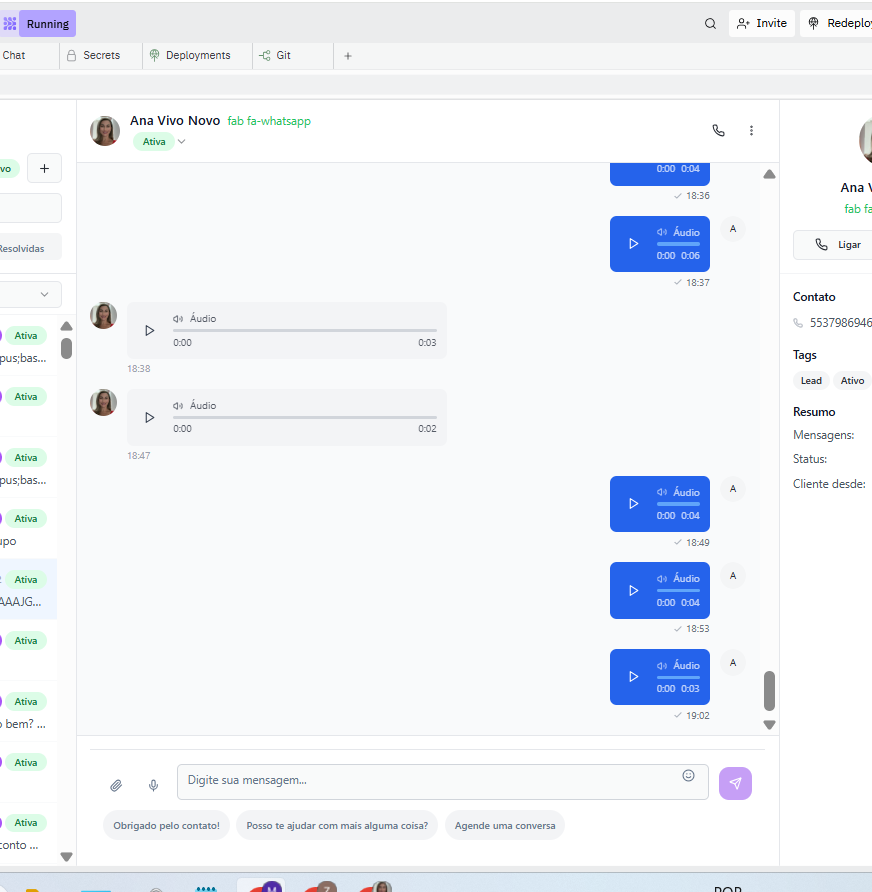 Running
Invite
Redeploy
Chat
Secrets
Deployments
Git
+
Ana Vivo Novo fab fa-whatsapp
Ativa
vo
+
Resolvidas
Ativa
pus;bas...
Ativa
Ativa
pus;bas...
Ativa
upo
Ativa
AAAJG...
Ativa
Ativa
o bem? ...
Ativa
Ativa
conto ...
0:00 0:04
18:36
Áudio
A
0:00 0:06
18:37
Áudio
0:00 0:03
18:38
Áudio
0:00 0:02
18:47
Áudio
A
0:00 0:04
18:49
Áudio
A
0:00 0:04
18:53
Áudio
A
0:00 0:03
19:02
Digite sua mensagem...
Obrigado pelo contato!
Posso te ajudar com mais alguma coisa?
Agende uma conversa
Ana V
fab fa
Ligar
Contato
5537986946
Tags
Lead
Ativo
Resumo
Mensagens:
Status:
Cliente desde:
M
Z
POR